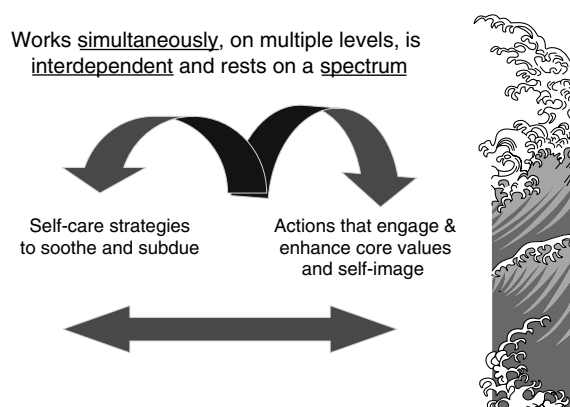 Works simultaneously, on multiple levels, is
interdependent and rests on a spectrum
Self-care strategies
to soothe and subdue
Actions that engage &
enhance core values
and self-image